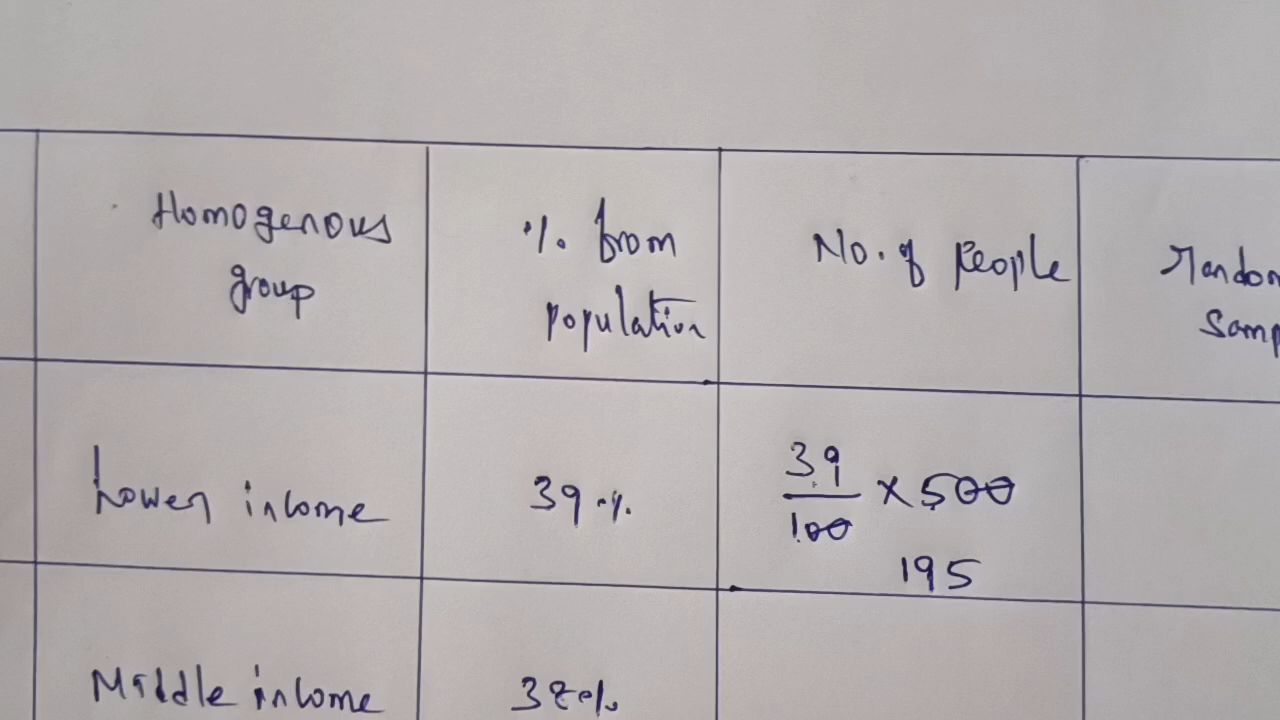 Homogenous
group
% from
population
No. of People
random
Samp
Lower income
39 %
39
100
× 500
195
Middle income
38%